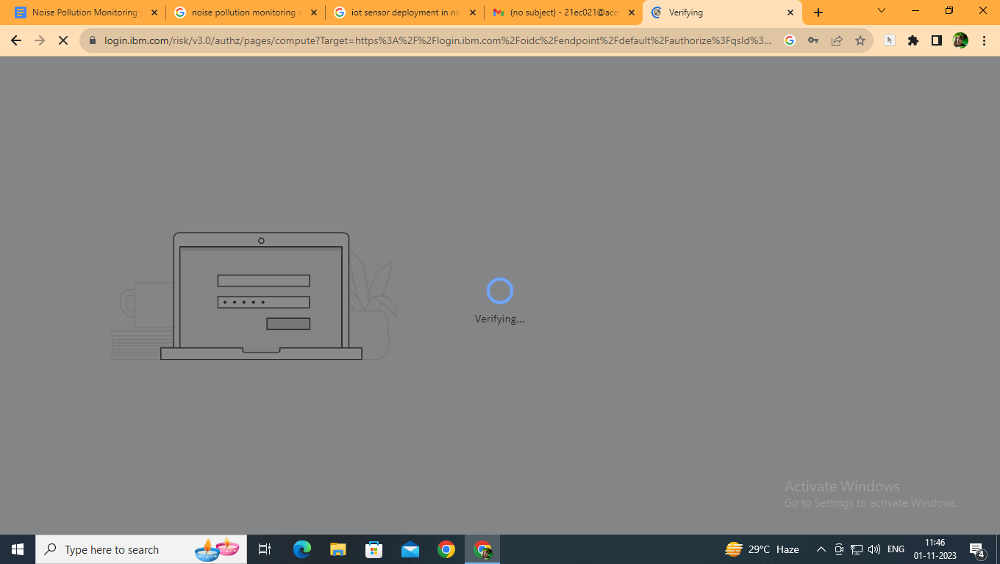 Noise Pollution Monitoring
noise pollution monitoring s
iot sensor deployment in no
(no subject) - 21ec021@ace
Verifying
login.ibm.com/risk/v3.0/authz/pages/compute?Target=https%3A%2F%2Flogin.ibm.com%2Foidc%2Fendpoint%2Fdefault%2Fauthorize%3FqsId%3...
Verifying...
Activate Windows
Go to Settings to activate Windows.
Type here to search
29°C Haze
ENG
11:46
01-11-2023
4